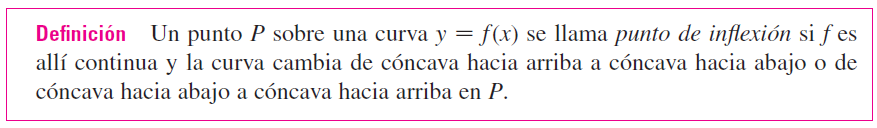 Definición Un punto P sobre una curva y = f(x) se llama punto de inflexión si f es
allí continua y la curva cambia de cóncava hacia arriba a cóncava hacia abajo o de
cóncava hacia abajo a cóncava hacia arriba en P.